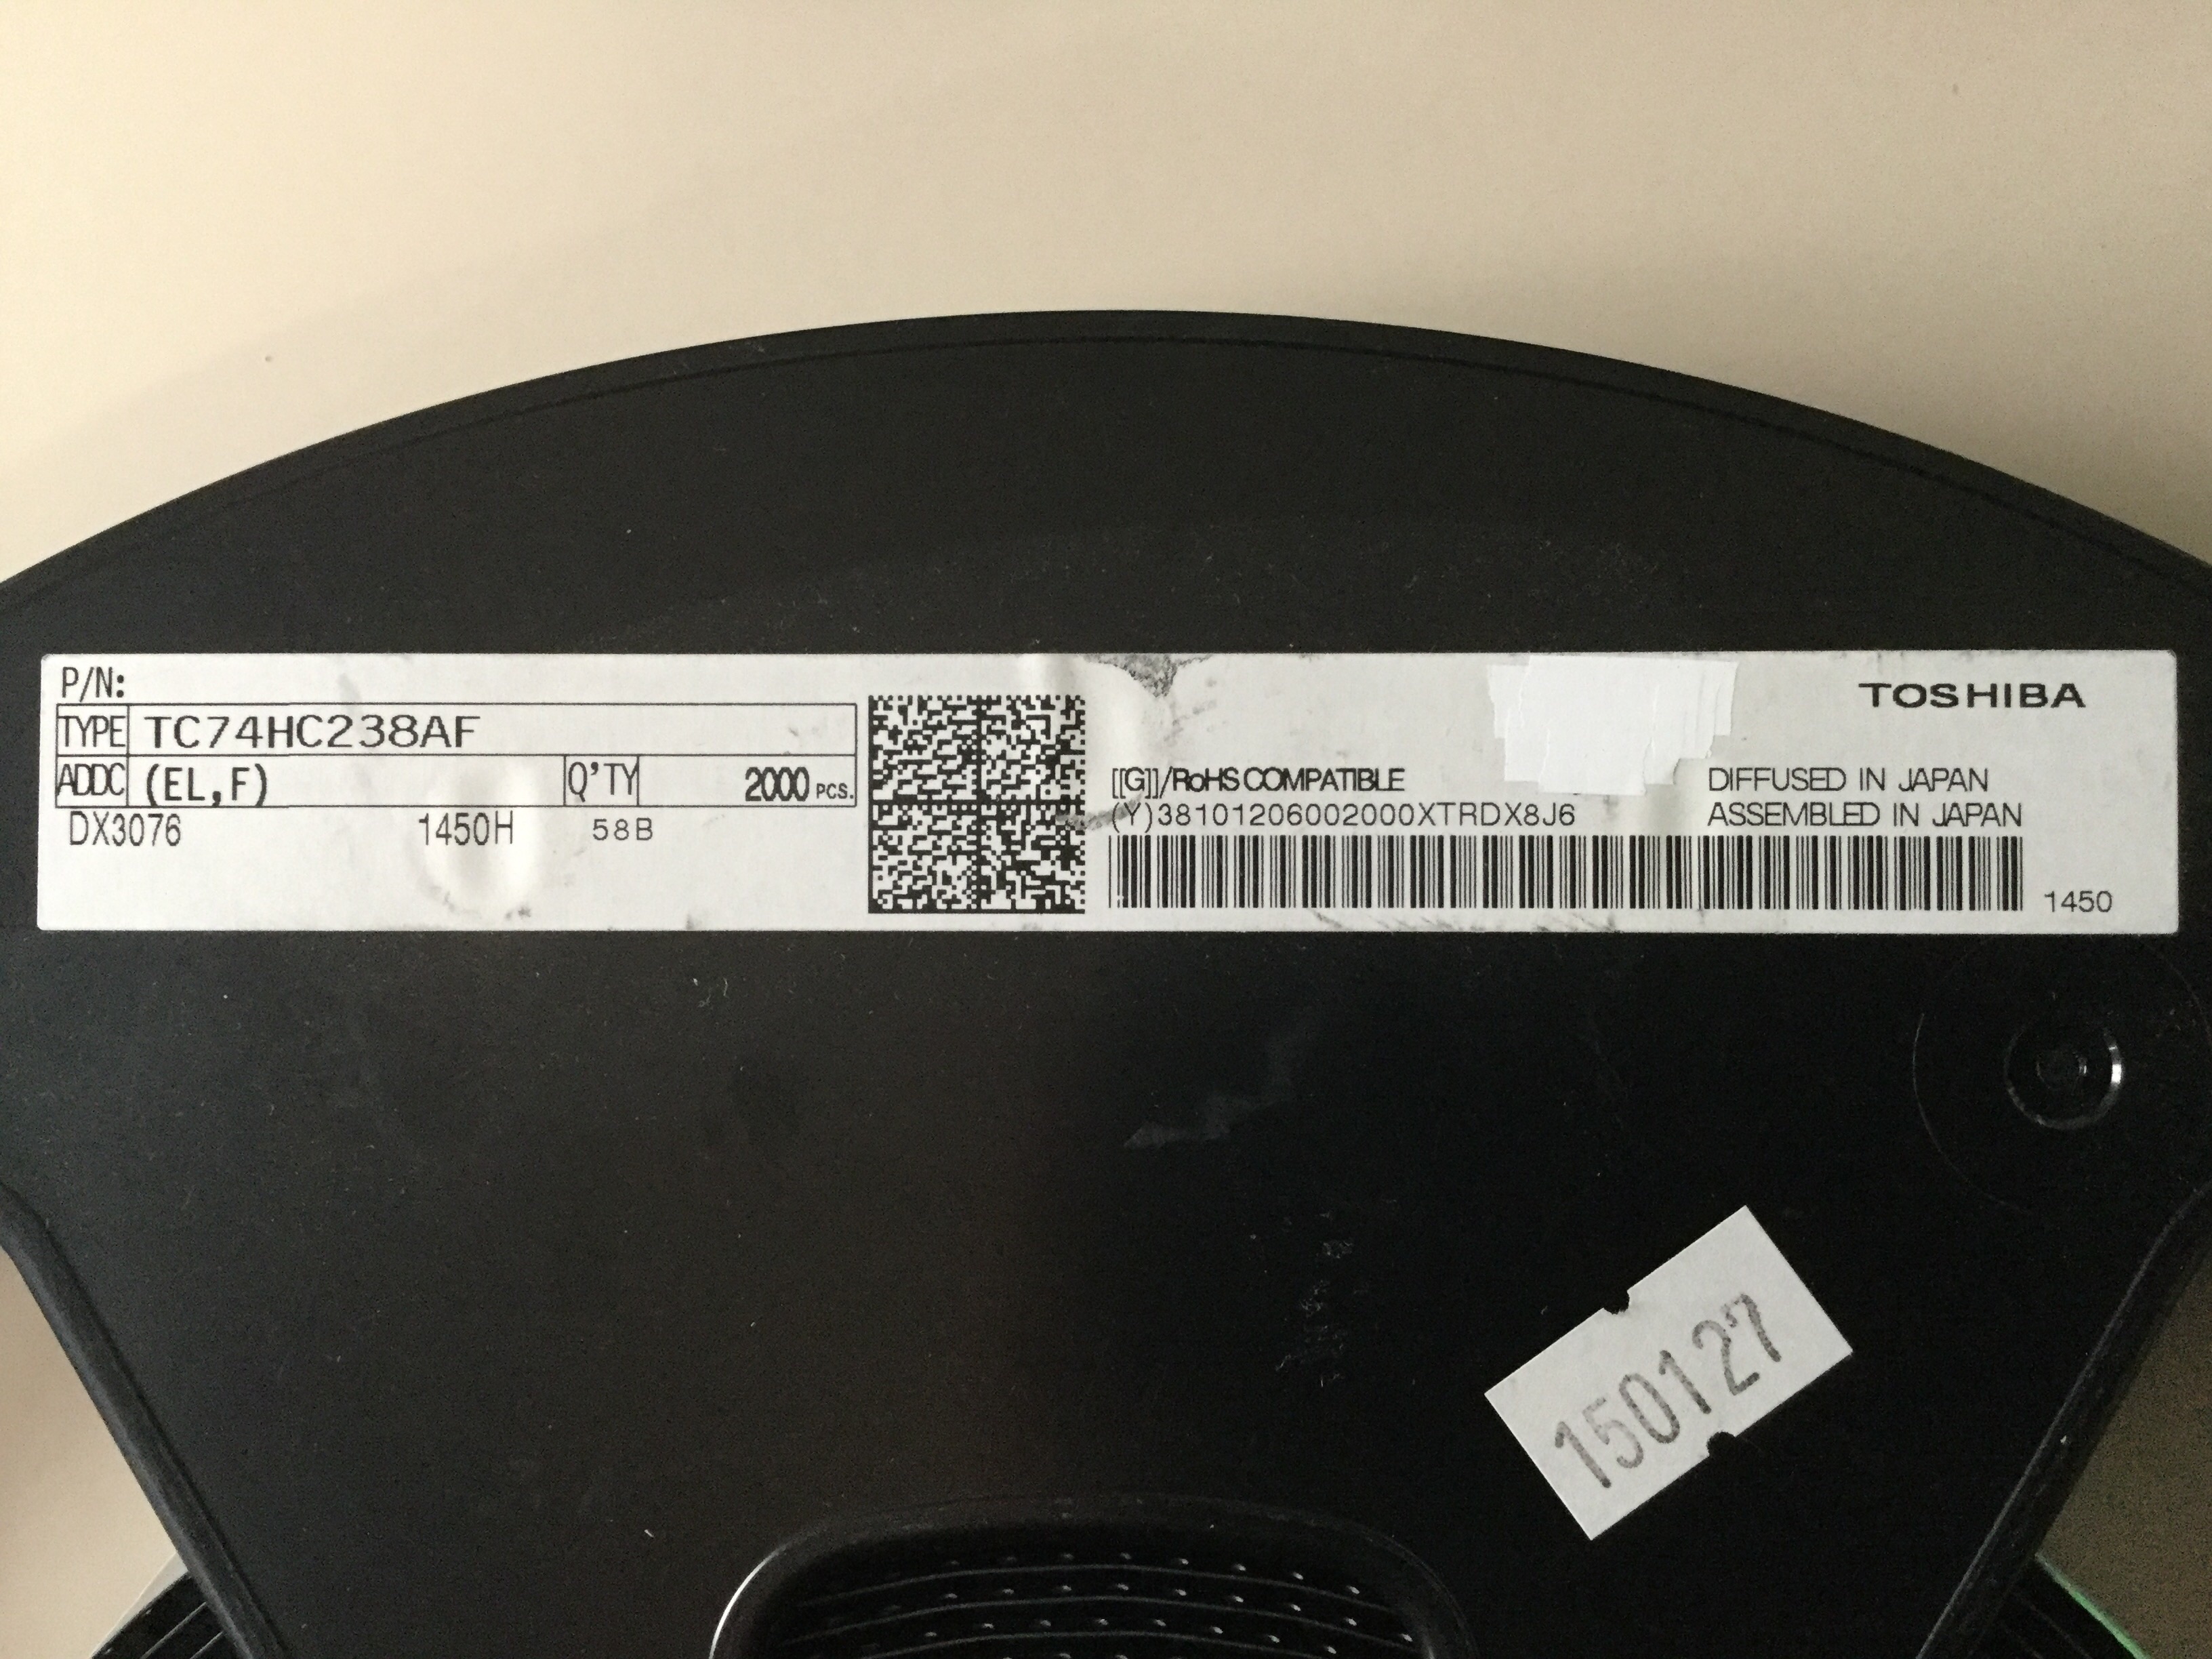 P/N:
TYPE TC74HC238AF
ADDC (EL,F) Q'TY 2000 PCS.
DX3076 1450H 58B
TOSHIBA
[[G]]/RoHS COMPATIBLE
DIFFUSED IN JAPAN
(Y)38101206002000XTRDX8J6
ASSEMBLED IN JAPAN
1450
150127